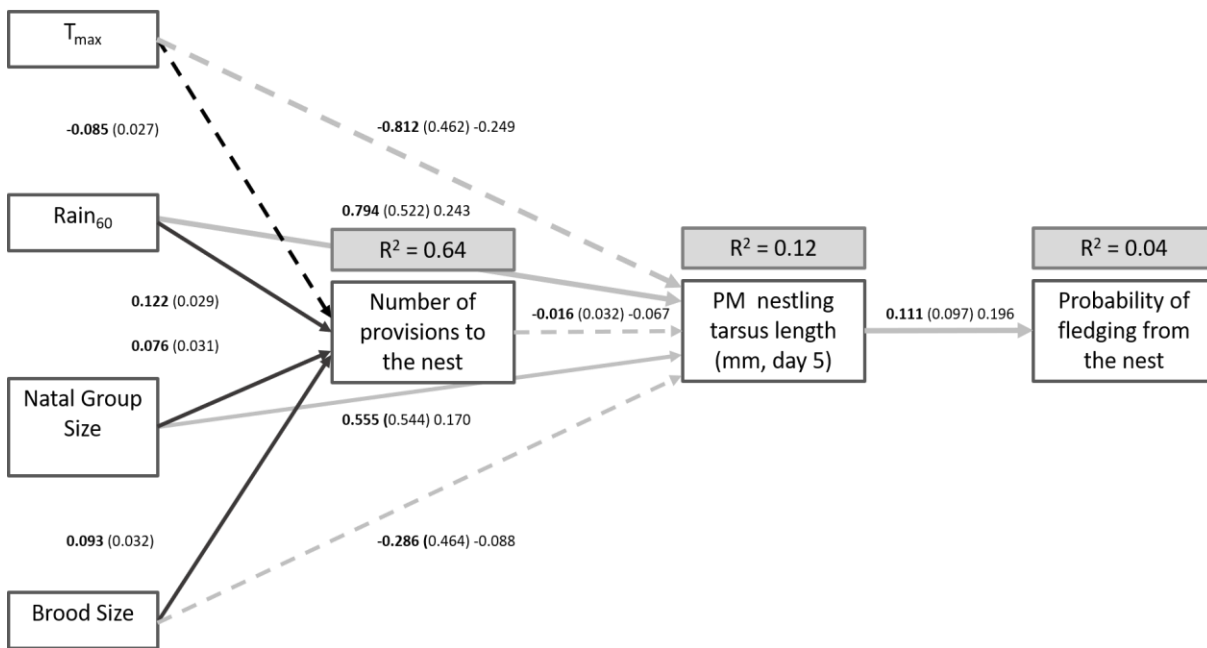 Tmax
-0.085 (0.027)
-0.812 (0.462) -0.249
Rain60
0.794 (0.522) 0.243
R² = 0.64
R² = 0.12
R² = 0.04
Number of
provisions to
the nest
PM nestling
tarsus length
(mm, day 5)
Probability of
fledging from
the nest
0.122 (0.029)
-0.016 (0.032) -0.067
0.111 (0.097) 0.196
0.076 (0.031)
Natal Group
Size
0.555 (0.544) 0.170
0.093 (0.032)
-0.286 (0.464) -0.088
Brood Size